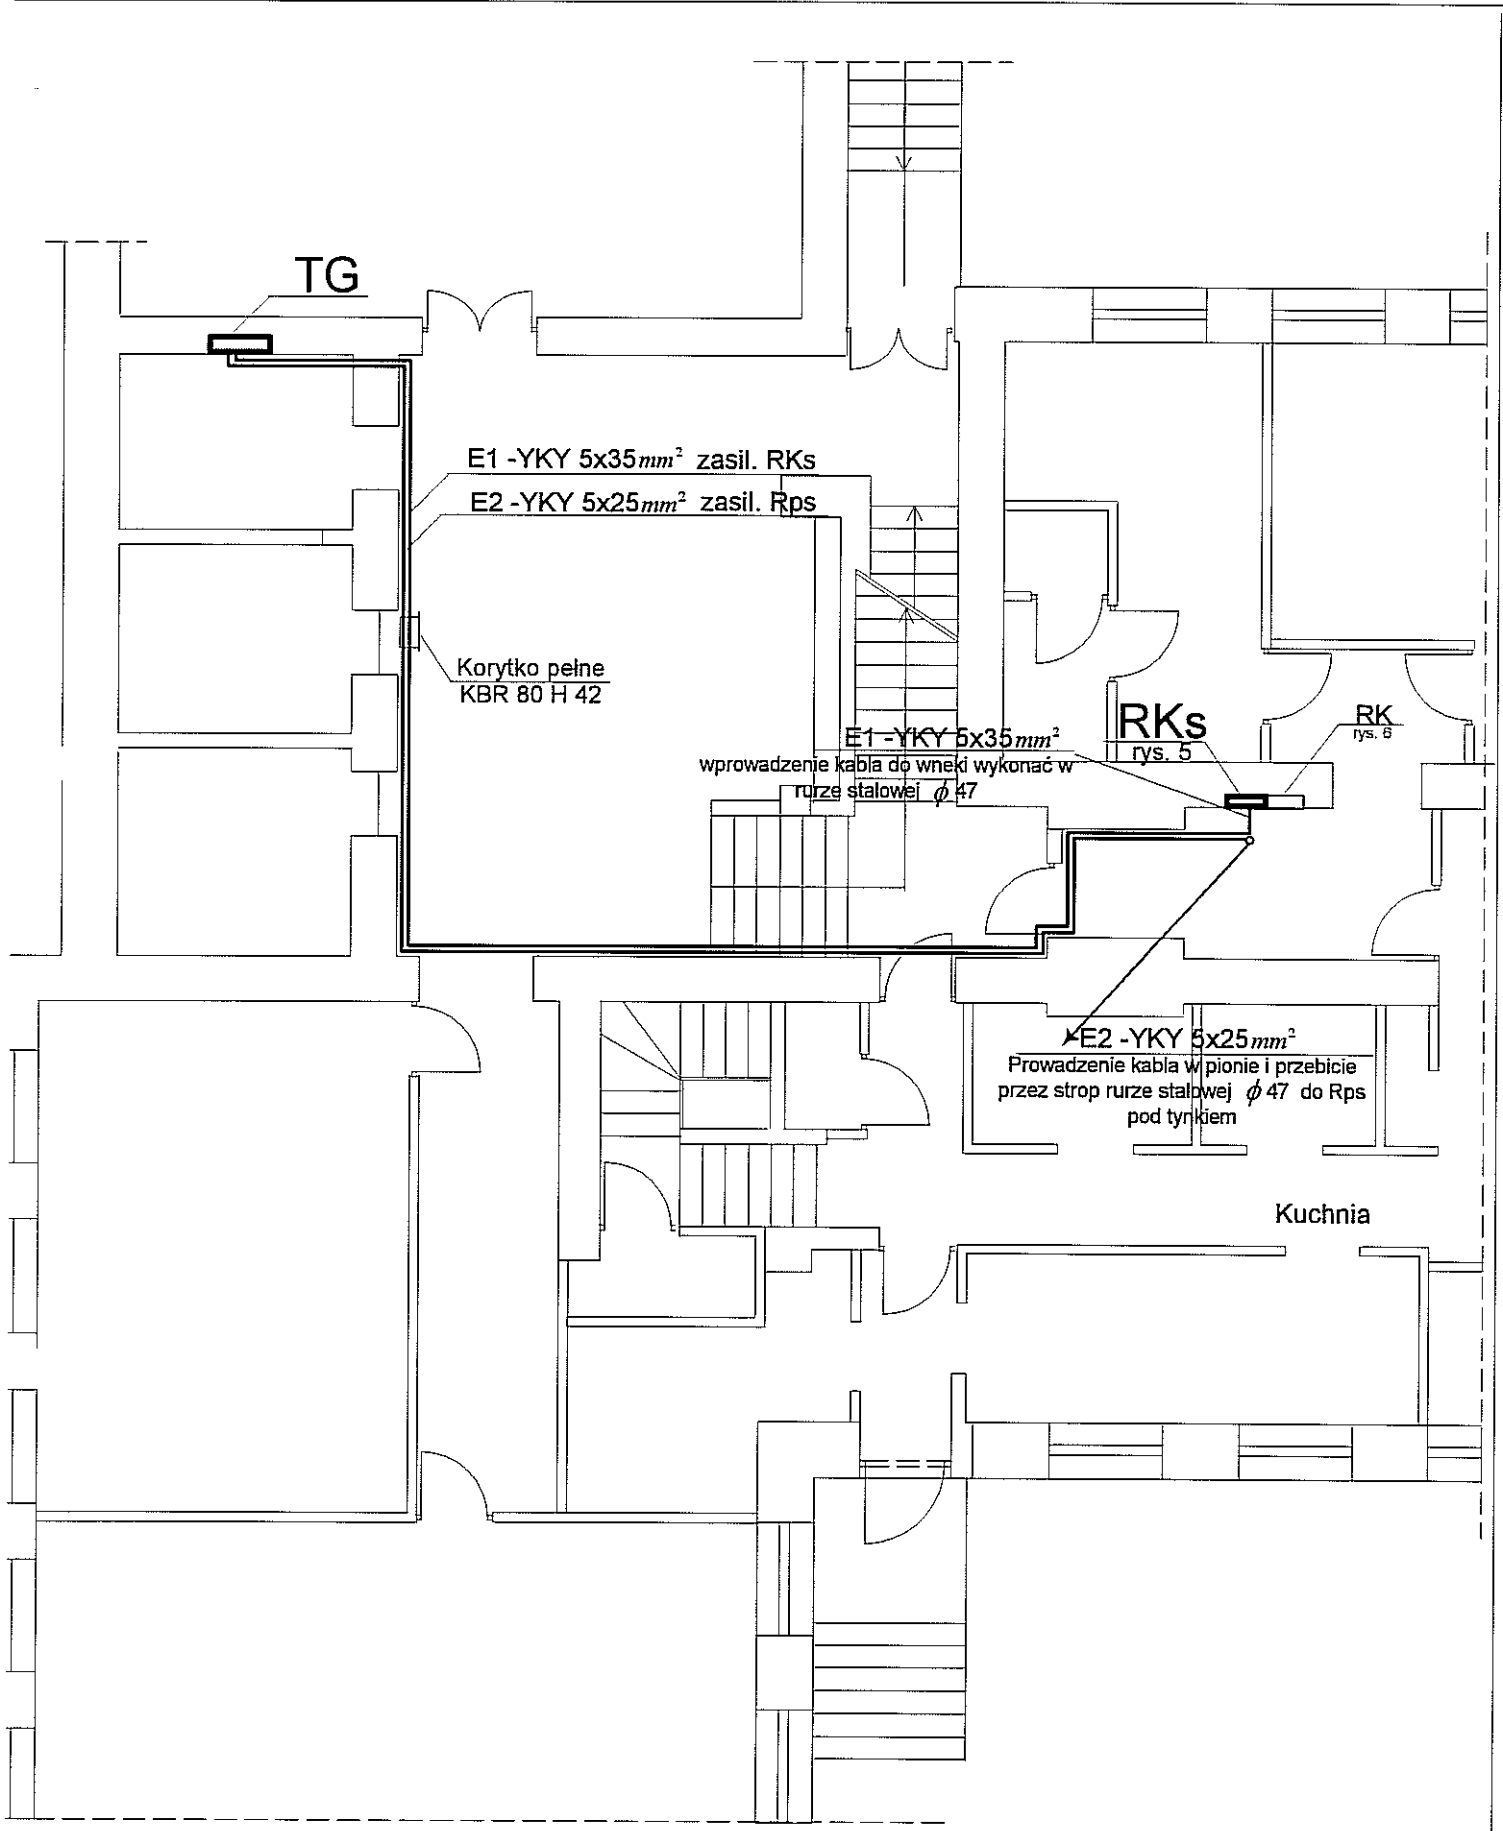 TG
E1 -YKY 5x35mm² zasil. RKs
E2 -YKY 5x25mm² zasil. Rps
Korytko pełne
KBR 80 H 42
RKs
rys. 5
RK
rys. 6
E1 -YKY 5x35mm²
wprowadzenie kabla do wneki wykonać w
rurze stalowej ϕ 47
E2 -YKY 5x25mm²
Prowadzenie kabla w pionie i przebicie
przez strop rurze stalowej ϕ 47 do Rps
pod tynkiem
Kuchnia